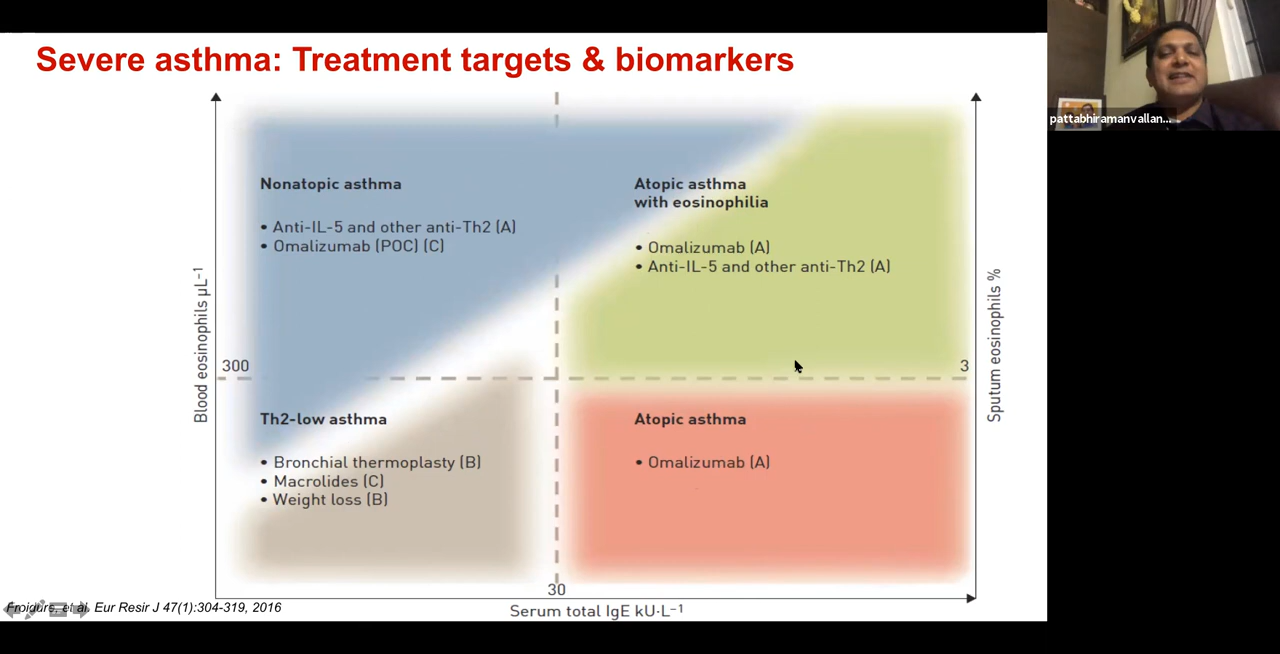 Severe asthma: Treatment targets & biomarkers
pattabhiramanvallan...
Nonatopic asthma
• Anti-IL-5 and other anti-Th2 (A)
• Omalizumab (POC) (C)
Atopic asthma
with eosinophilia
• Omalizumab (A)
• Anti-IL-5 and other anti-Th2 (A)
Blood eosinophils µL⁻¹
300
3
Sputum eosinophils %
Th2-low asthma
• Bronchial thermoplasty (B)
• Macrolides (C)
• Weight loss (B)
Atopic asthma
• Omalizumab (A)
30
Serum total IgE kU·L⁻¹
Froidure, et al. Eur Resir J 47(1):304-319, 2016